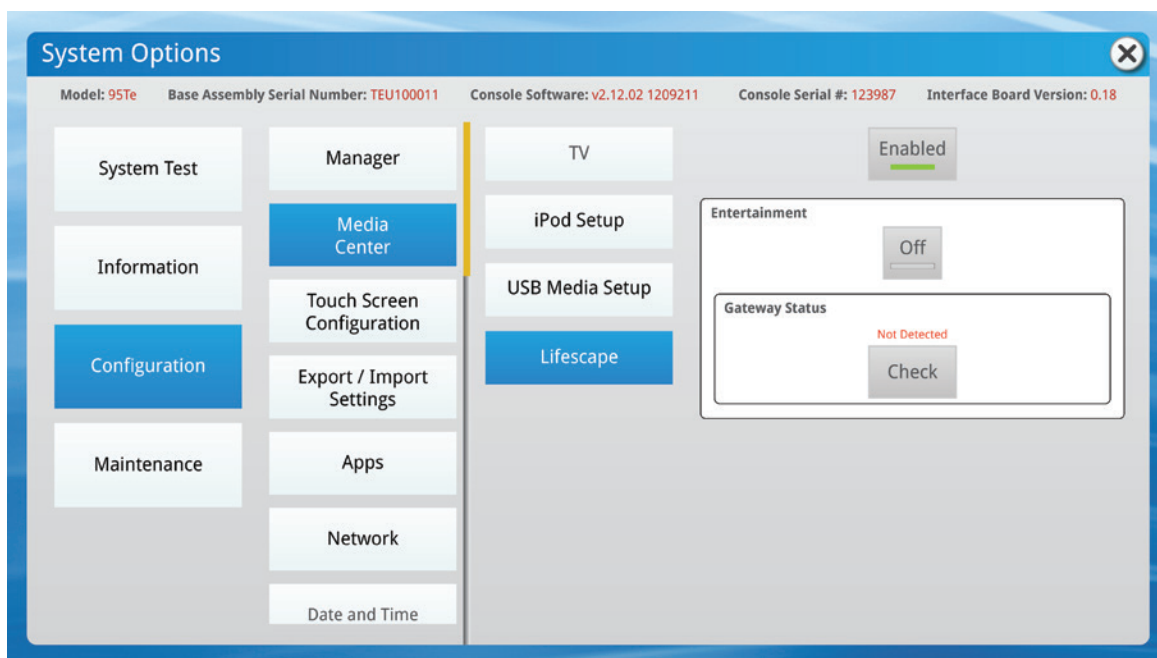 System Options
Model: 95Te Base Assembly Serial Number: TEU100011 Console Software: v2.12.02 1209211 Console Serial #: 123987 Interface Board Version: 0.18
System Test
Information
Configuration
Maintenance
Manager
Media
Center
Touch Screen
Configuration
Export / Import
Settings
Apps
Network
Date and Time
TV
iPod Setup
USB Media Setup
Lifescape
Enabled
Entertainment
Off
Gateway Status
Not Detected
Check